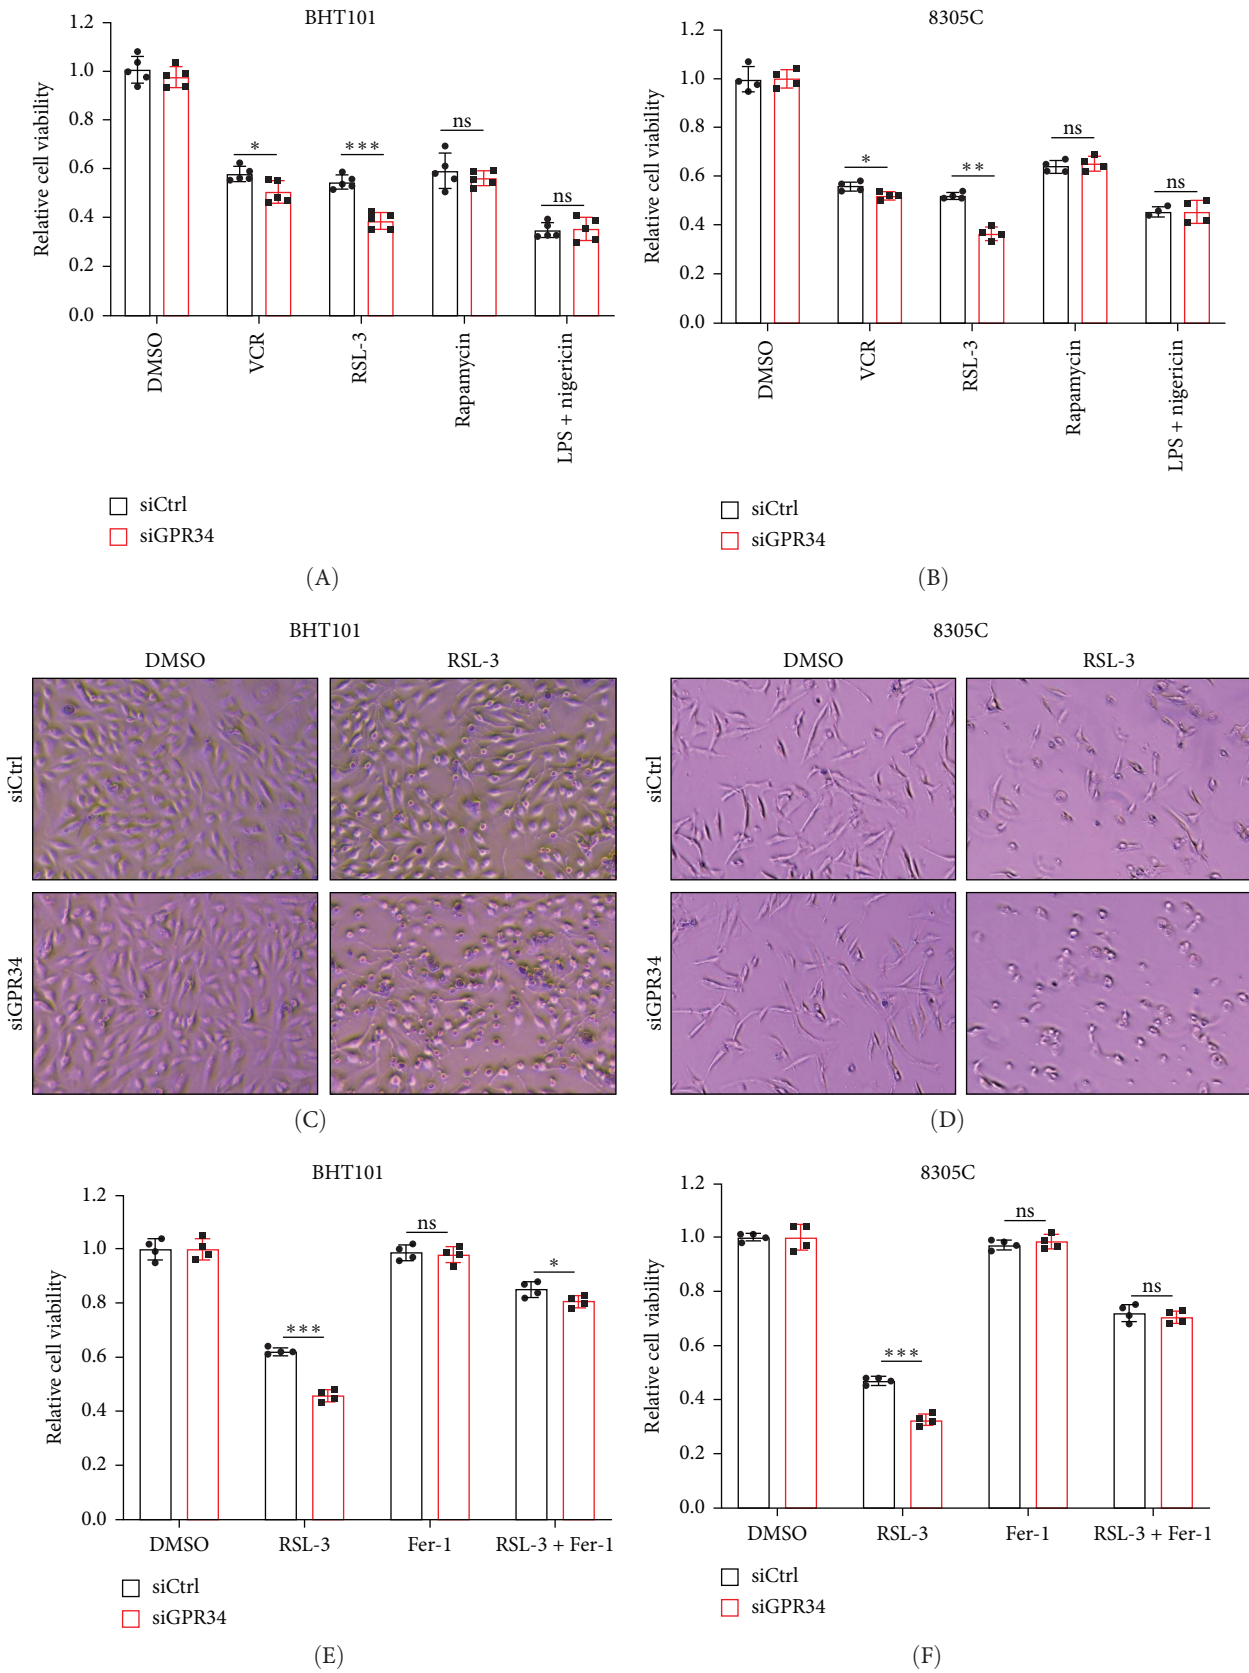 BHT101
Relative cell viability
1.2
1.0
0.8
0.6
0.4
0.2
0.0
*
***
ns
ns
DMSO
VCR
RSL-3
Rapamycin
LPS + nigericin
siCtrl
siGPR34
(A)
8305C
Relative cell viability
1.2
1.0
0.8
0.6
0.4
0.2
0.0
*
**
ns
ns
DMSO
VCR
RSL-3
Rapamycin
LPS + nigericin
siCtrl
siGPR34
(B)
BHT101
DMSO
RSL-3
siCtrl
siGPR34
(C)
8305C
DMSO
RSL-3
siCtrl
siGPR34
(D)
BHT101
Relative cell viability
1.2
1.0
0.8
0.6
0.4
0.2
0.0
***
ns
*
DMSO
RSL-3
Fer-1
RSL-3 + Fer-1
siCtrl
siGPR34
(E)
8305C
Relative cell viability
1.2
1.0
0.8
0.6
0.4
0.2
0.0
***
ns
ns
DMSO
RSL-3
Fer-1
RSL-3 + Fer-1
siCtrl
siGPR34
(F)